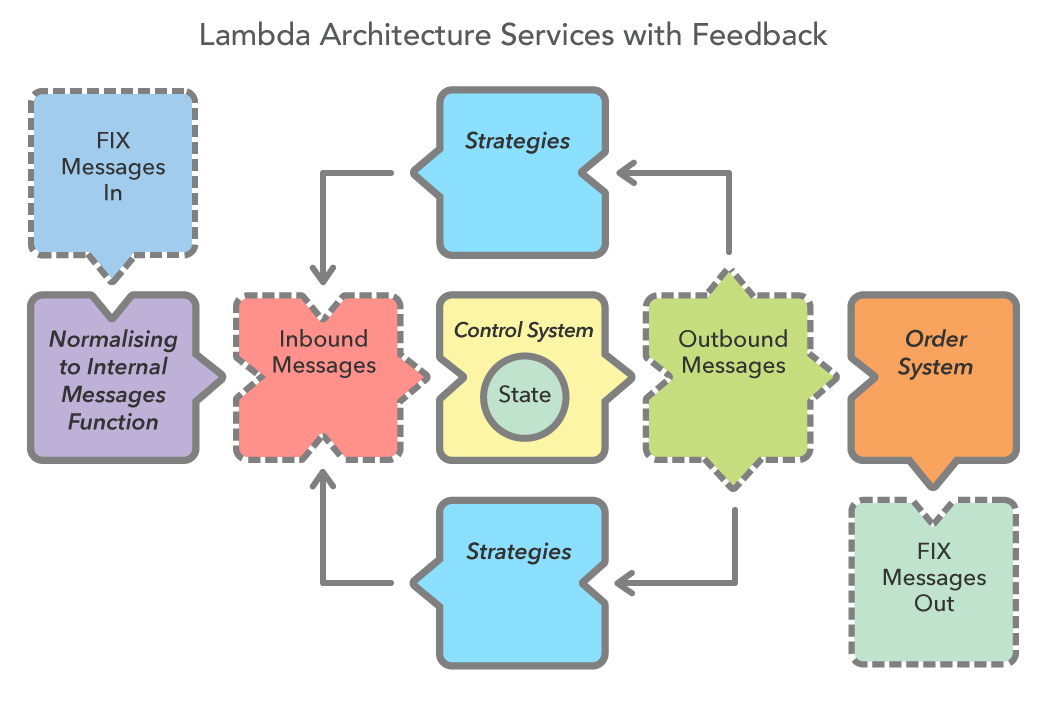 Lambda Architecture Services with Feedback
FIX
Messages
In
Strategies
Normalising
to Internal
Messages
Function
Inbound
Messages
Control System
State
Outbound
Messages
Order
System
Strategies
FIX
Messages
Out